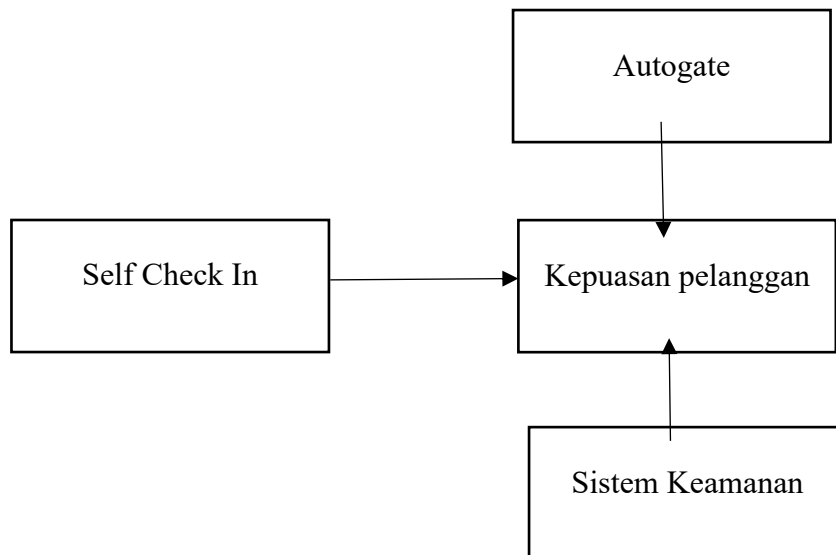 Autogate
Self Check In
Kepuasan pelanggan
Sistem Keamanan